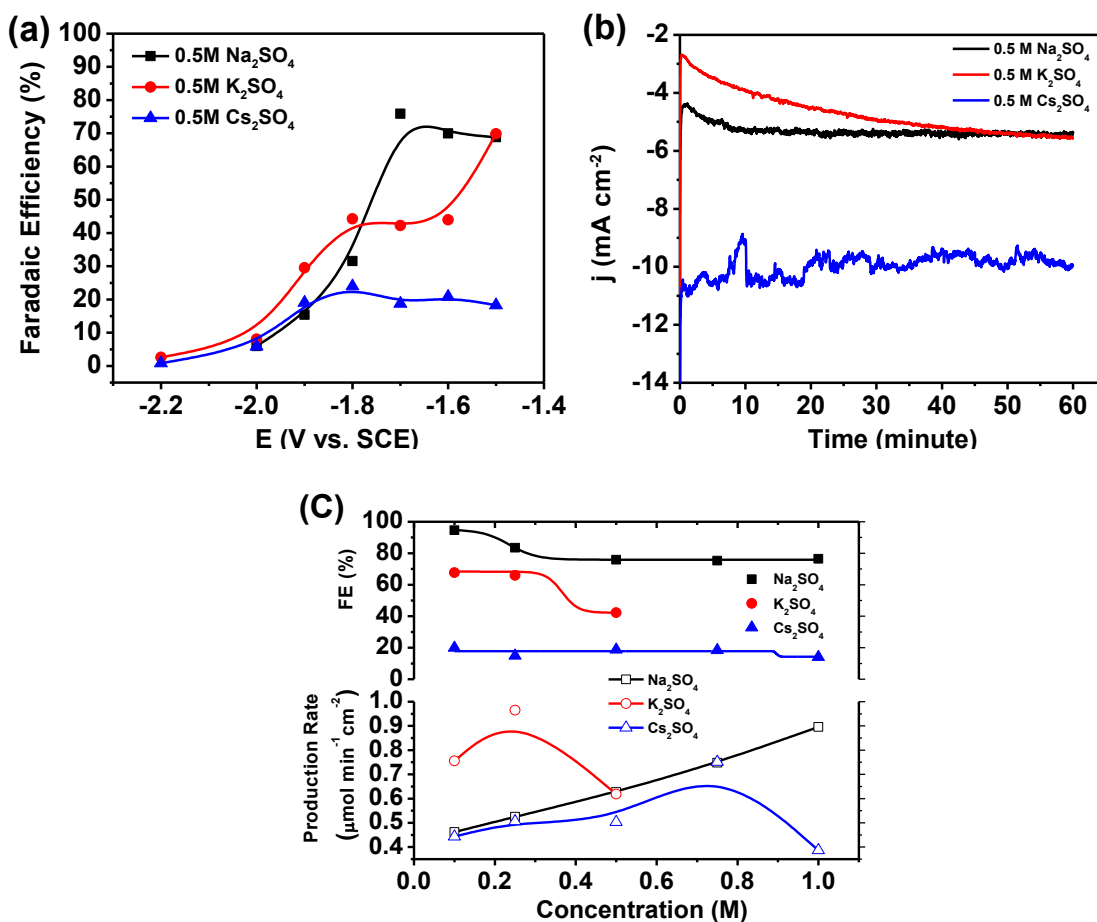 (a)
0.5M Na₂SO₄
0.5M K₂SO₄
0.5M Cs₂SO₄
Faradaic Efficiency (%)
100
90
80
70
60
50
40
30
20
10
0
-2.2 -2.0 -1.8 -1.6 -1.4
E (V vs. SCE)
(b)
0.5 M Na₂SO₄
0.5 M K₂SO₄
0.5 M Cs₂SO₄
j (mA cm⁻²)
-2
-4
-6
-8
-10
-11
-14
0 10 20 30 40 50 60
Time (minute)
(C)
FE (%)
100
80
60
40
20
0
Na₂SO₄
K₂SO₄
Cs₂SO₄
Production Rate
(µmol min⁻¹ cm⁻²)
1.0
0.9
0.8
0.7
0.6
0.5
0.4
Na₂SO₄
K₂SO₄
Cs₂SO₄
0.0 0.2 0.4 0.6 0.8 1.0
Concentration (M)